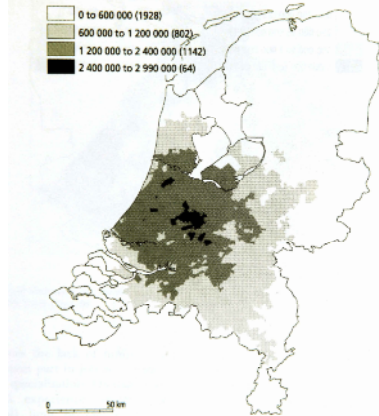 0 to 600 000 (1928)
600 000 to 1 200 000 (802)
1 200 000 to 2 400 000 (1142)
2 400 000 to 2 990 000 (64)
0 50 km